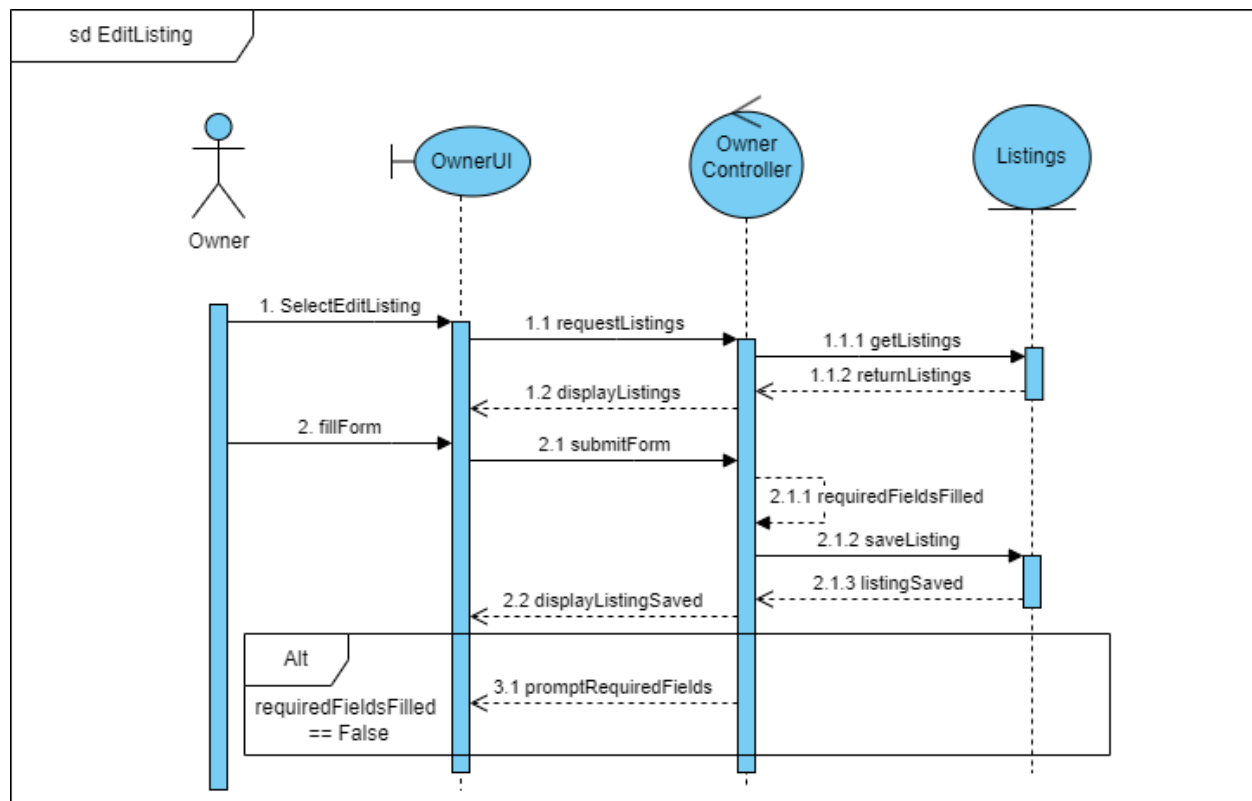 sd EditListing
OwnerUI
Owner
Controller
Listings
Owner
1. SelectEditListing
1.1 requestListings
1.1.1 getListings
1.1.2 returnListings
1.2 displayListings
2. fillForm
2.1 submitForm
2.1.1 requiredFieldsFilled
2.1.2 saveListing
2.1.3 listingSaved
2.2 displayListingSaved
Alt
3.1 promptRequiredFields
requiredFieldsFilled
== False